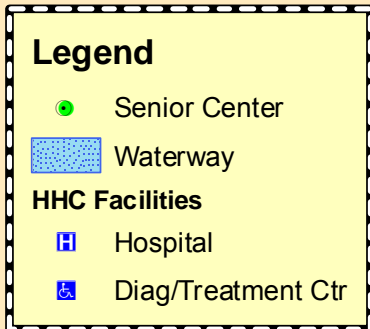 Legend
Senior Center
Waterway
HHC Facilities
H Hospital
Diag/Treatment Ctr